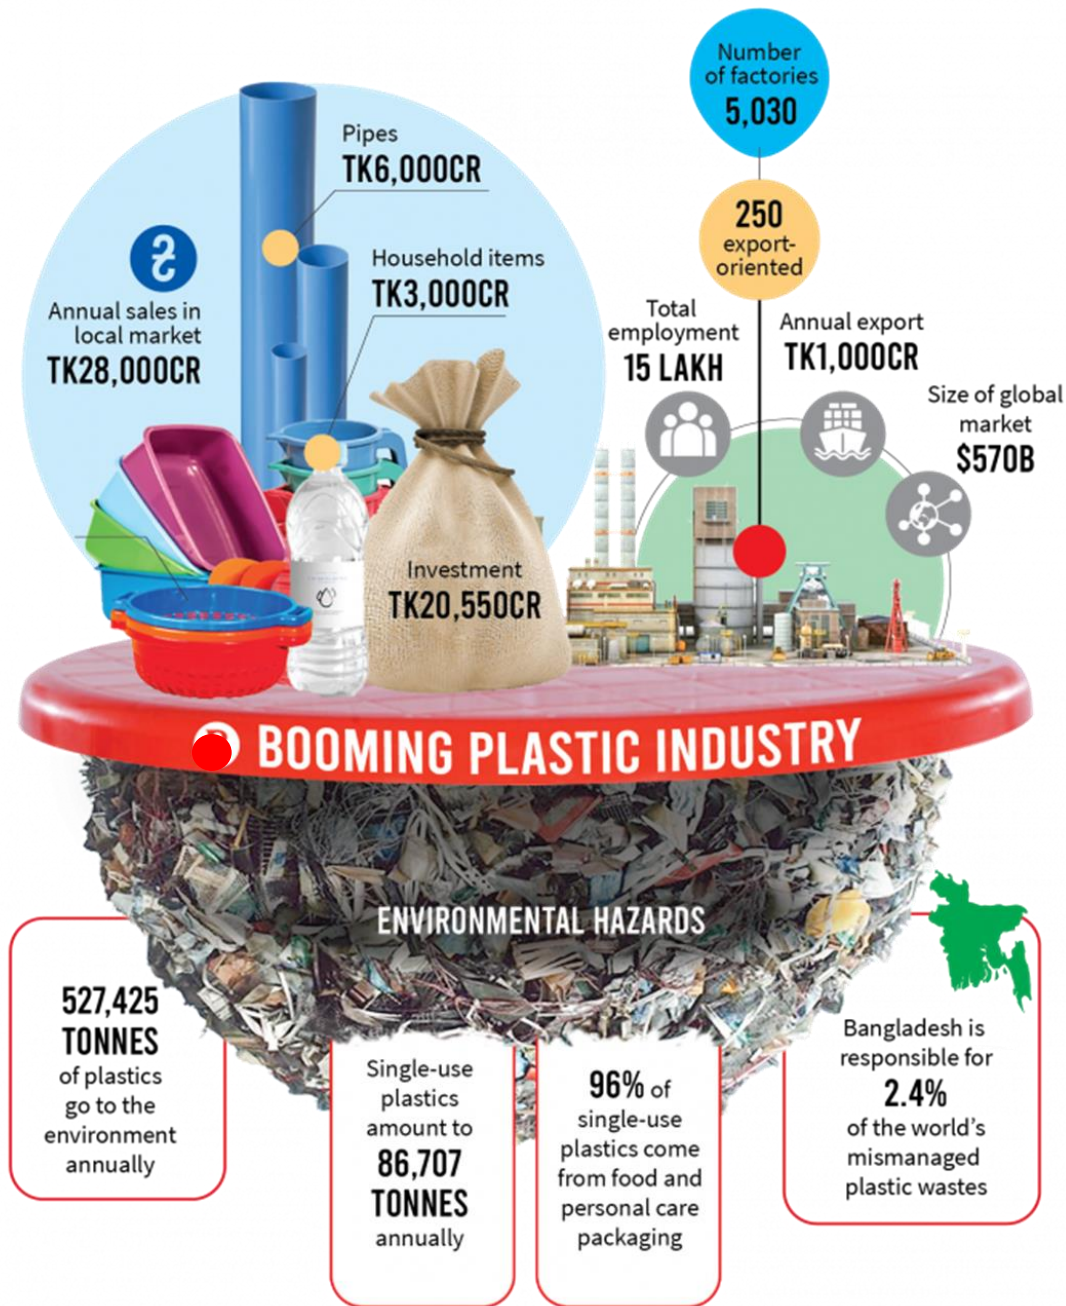 Number
of factories
5,030
250
export-
oriented
Pipes
TK6,000CR
Household items
TK3,000CR
Annual sales in
local market
TK28,000CR
Total
employment
15 LAKH
Annual export
TK1,000CR
Size of global
market
$570B
Investment
TK20,550CR
BOOMING PLASTIC INDUSTRY
ENVIRONMENTAL HAZARDS
527,425
TONNES
of plastics
go to the
environment
annually
Single-use
plastics
amount to
86,707
TONNES
annually
96% of
single-use
plastics come
from food and
personal care
packaging
Bangladesh is
responsible for
2.4%
of the world's
mismanaged
plastic wastes